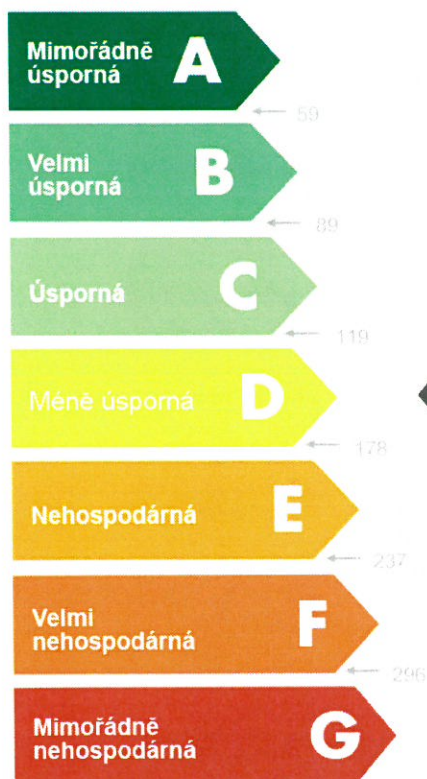 Mimořádně
úsporná
A
59
Velmi
úsporná
B
89
Úsporná
C
119
Méně úsporná
D
178
Nehospodárná
E
237
Velmi
nehospodárná
F
296
Mimořádně
nehospodárná
G